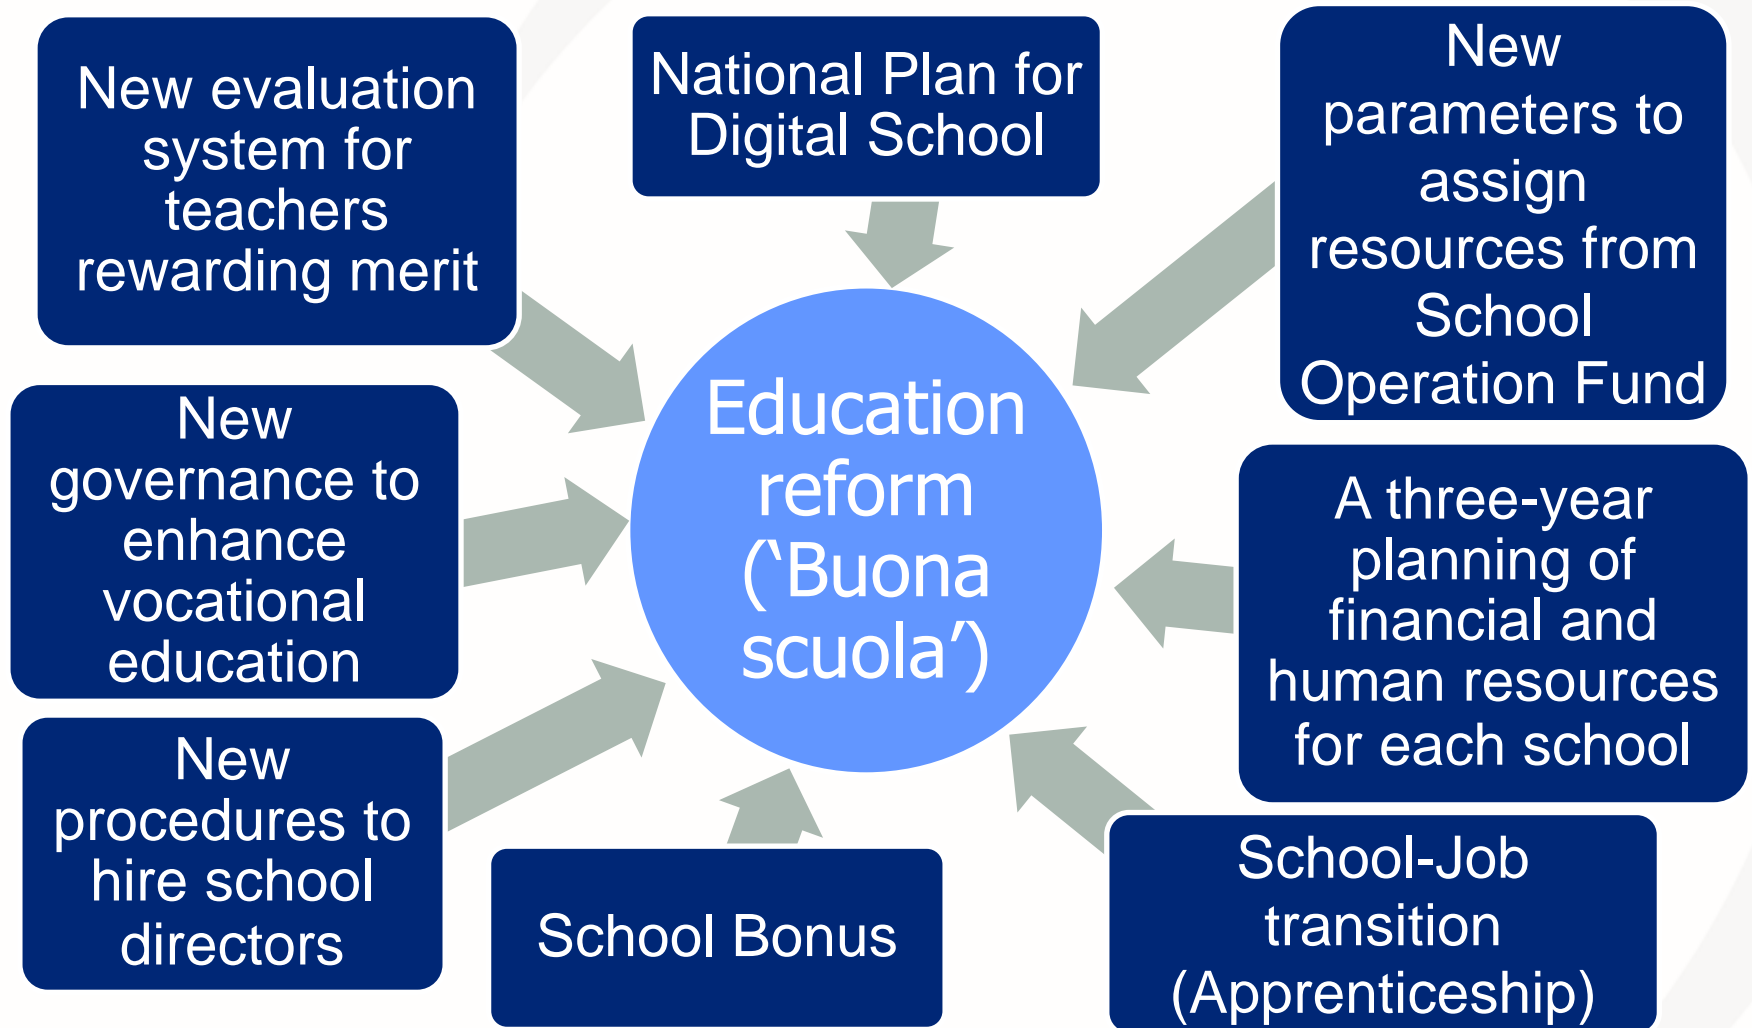 New evaluation
system for
teachers
rewarding merit
National Plan for
Digital School
New
parameters to
assign
resources from
School
Operation Fund
New
governance to
enhance
vocational
education
Education
reform
(‘Buona
scuola’)
A three-year
planning of
financial and
human resources
for each school
New
procedures to
hire school
directors
School Bonus
School-Job
transition
(Apprenticeship)